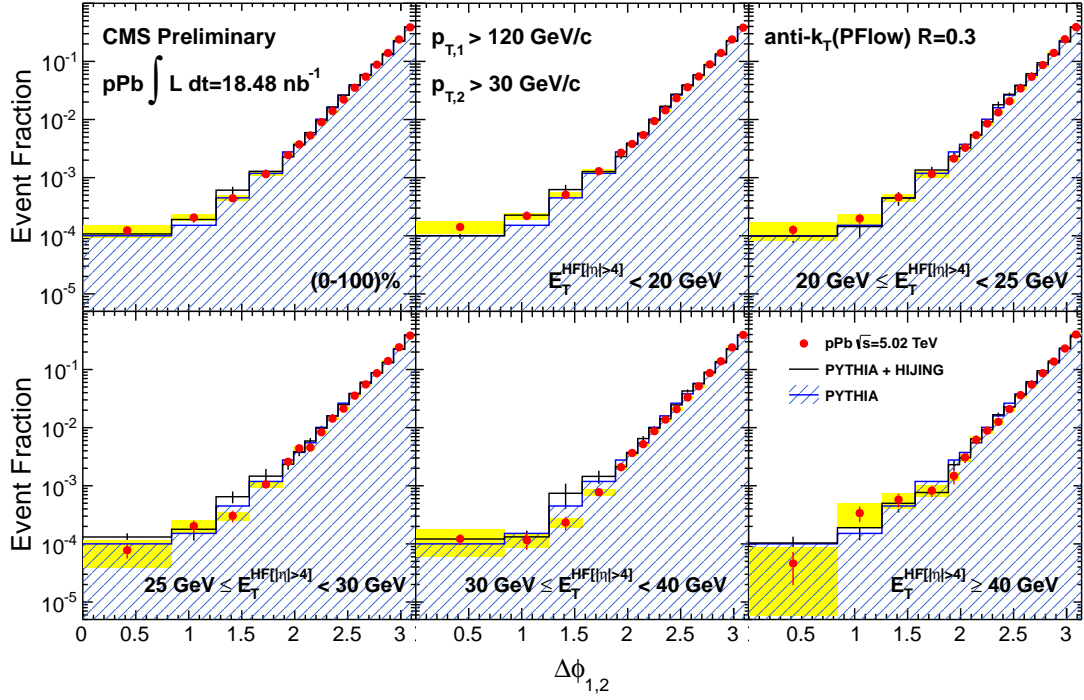 CMS Preliminary
pPb ∫ L dt=18.48 nb⁻¹
(0-100)%
p_{T,1} > 120 GeV/c
p_{T,2} > 30 GeV/c
E_T^{HF[|η|>4]} < 20 GeV
anti-k_T(PFlow) R=0.3
20 GeV ≤ E_T^{HF[|η|>4]} < 25 GeV
Event Fraction
10⁻¹
10⁻²
10⁻³
10⁻⁴
10⁻⁵
25 GeV ≤ E_T^{HF[|η|>4]} < 30 GeV
30 GeV ≤ E_T^{HF[|η|>4]} < 40 GeV
pPb √s=5.02 TeV
PYTHIA + HIJING
PYTHIA
E_T^{HF[|η|>4]} ≥ 40 GeV
Event Fraction
10⁻¹
10⁻²
10⁻³
10⁻⁴
10⁻⁵
0 0.5 1 1.5 2 2.5 3 0.5 1 1.5 2 2.5 3 0.5 1 1.5 2 2.5 3
Δϕ_{1,2}